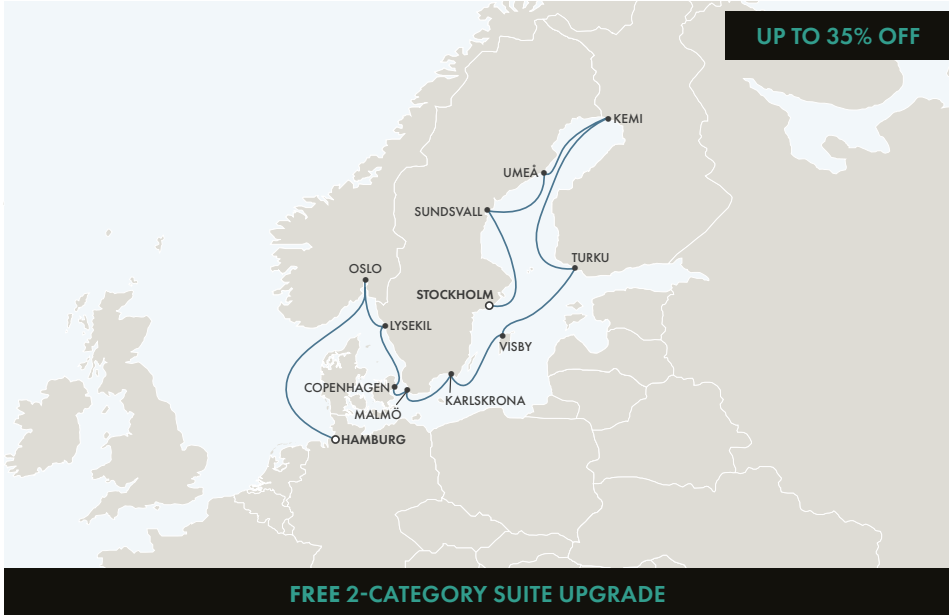 UP TO 35% OFF
KEMI
UMEÅ
SUNDSVALL
TURKU
OSLO
STOCKHOLM
LYSEKIL
VISBY
COPENHAGEN
KARLSKRONA
MALMÖ
HAMBURG
FREE 2-CATEGORY SUITE UPGRADE